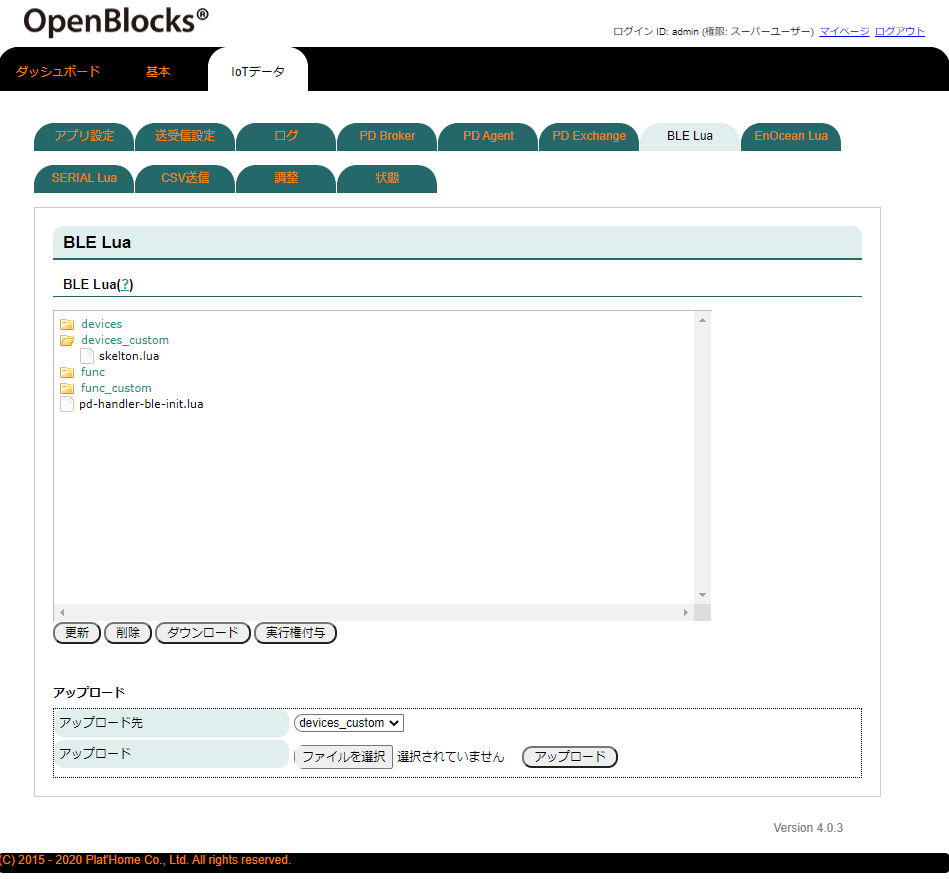 OpenBlocks®
ログイン ID: admin (権限: スーパーユーザー) マイページ ログアウト
ダッシュボード 基本 IoTデータ
アプリ設定 送受信設定 ログ PD Broker PD Agent PD Exchange BLE Lua EnOcean Lua
SERIAL Lua CSV送信 調整 状態
BLE Lua
BLE Lua(?)
devices
devices_custom
skelton.lua
func
func_custom
pd-handler-ble-init.lua
更新 削除 ダウンロード 実行権付与
アップロード
アップロード先 devices_custom
アップロード ファイルを選択 選択されていません アップロード
Version 4.0.3
(C) 2015 - 2020 Plat'Home Co., Ltd. All rights reserved.